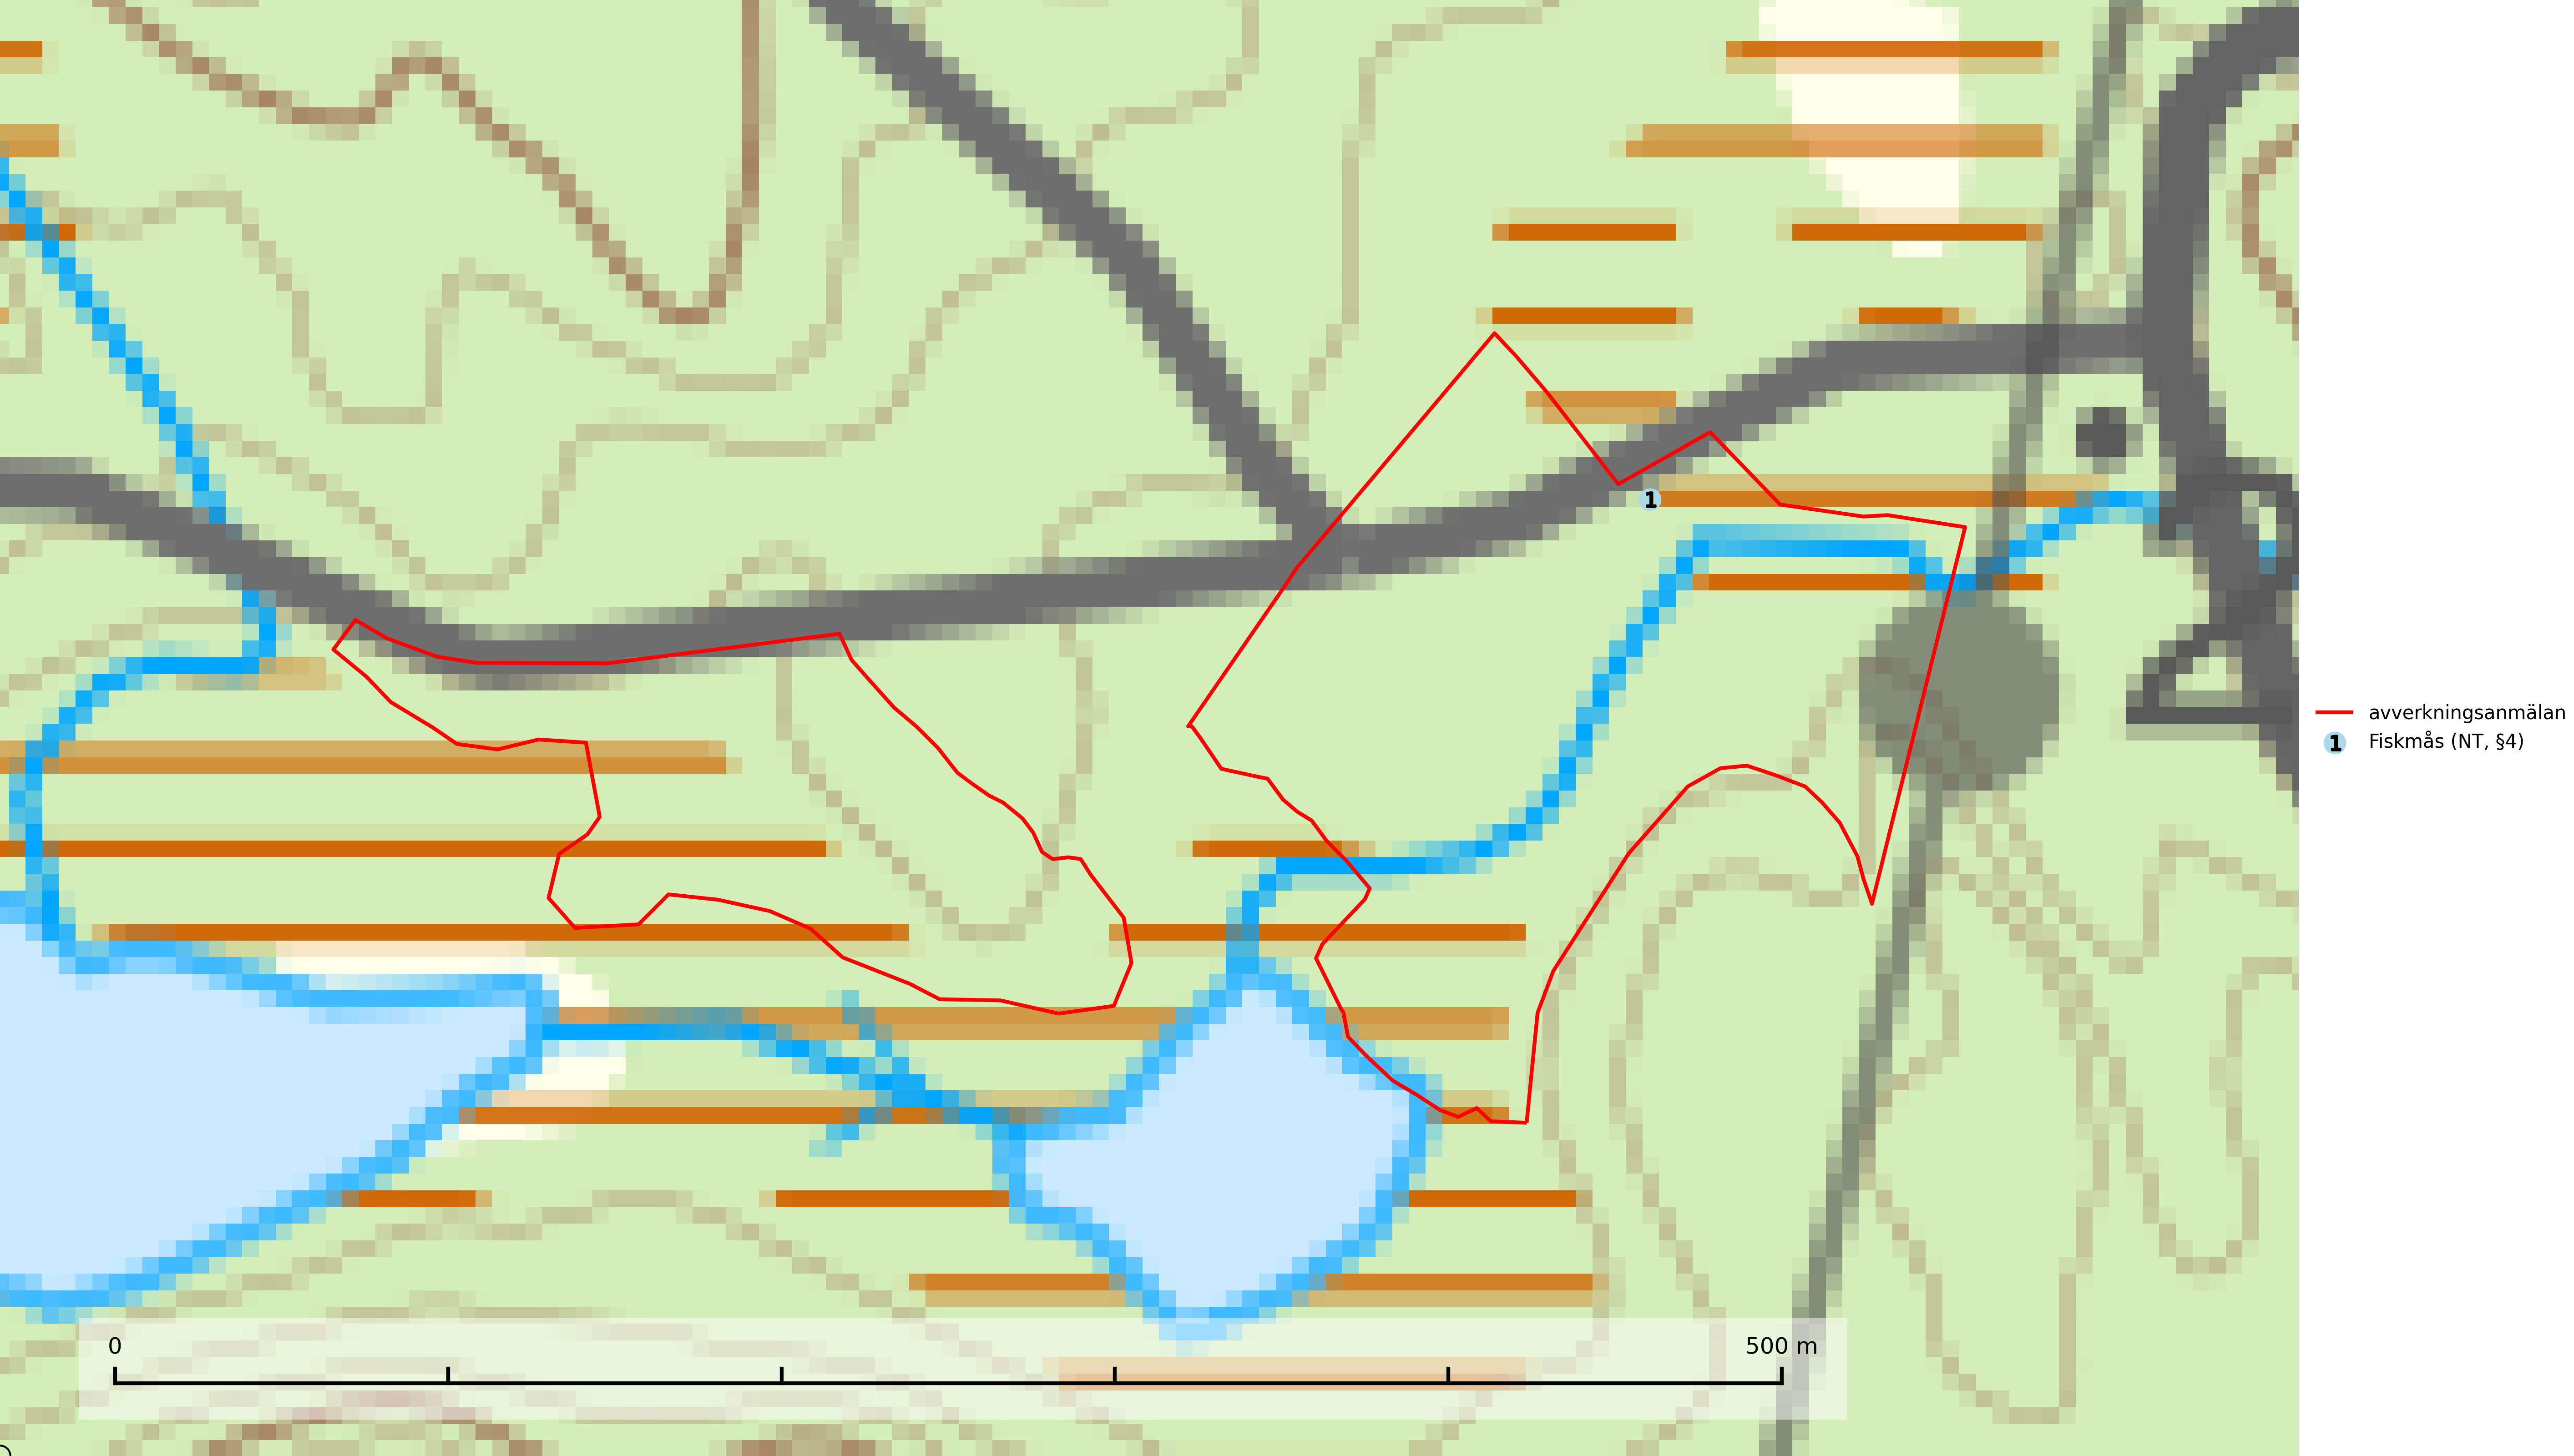 1
avverkningsanmälan
1 Fiskmås (NT, §4)
0 500 m